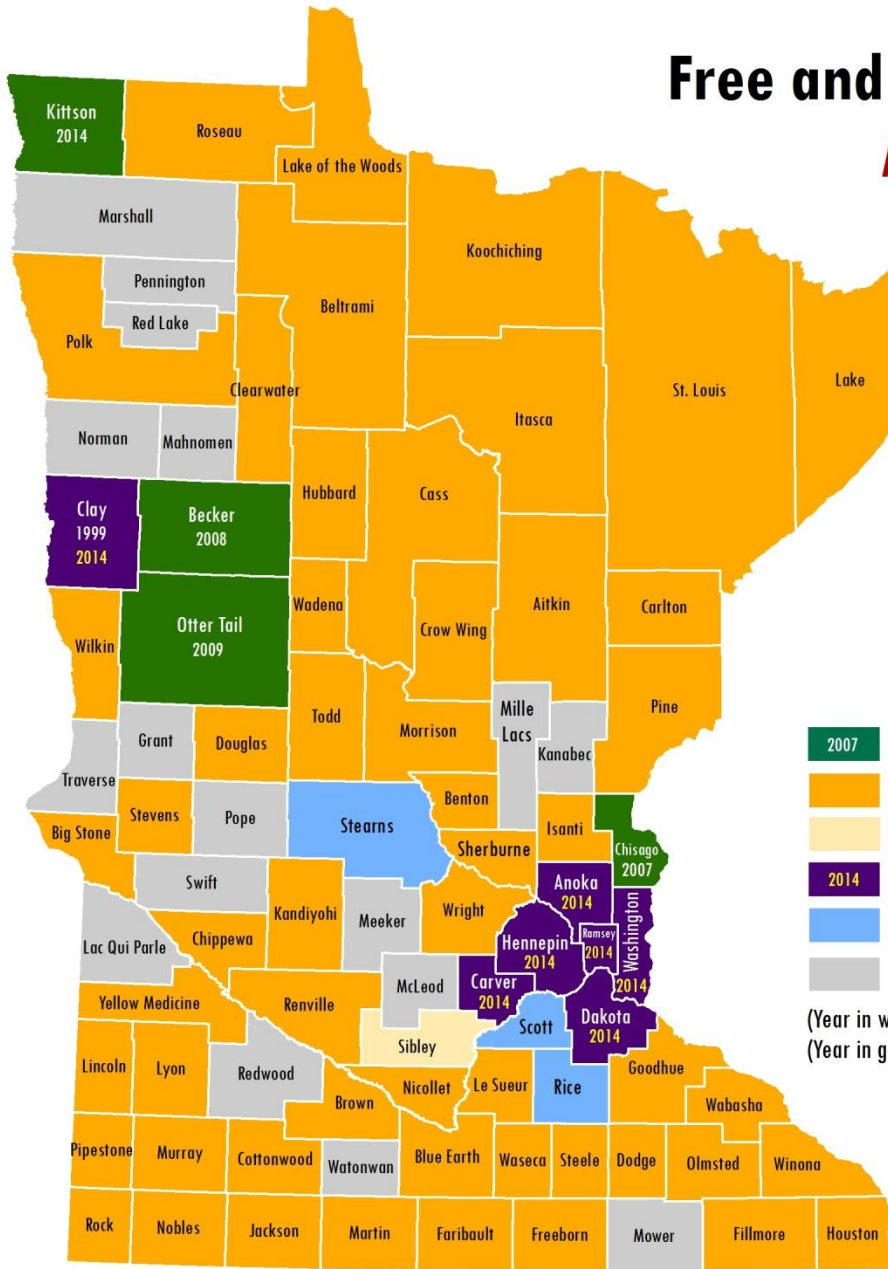 Free and
Kittson
2014
Roseau
Lake of the Woods
Marshall
Koochiching
Pennington
Beltrami
Red Lake
Polk
Clearwater
St. Louis
Lake
Itasca
Norman
Mahnomen
Hubbard
Cass
Clay
1999
2014
Becker
2008
Wadena
Aitkin
Carlton
Crow Wing
Otter Tail
2009
Wilkin
Pine
Todd
Mille
Lacs
Morrison
Grant
Douglas
Kanabec
2007
Traverse
Benton
Stevens
Pope
Stearns
Isanti
Big Stone
Sherburne
Chisago
2007
Swift
Anoka
2014
2014
Kandiyohi
Meeker
Wright
Washington
2014
Ramsey
2014
Hennepin
2014
Chippewa
Lac Qui Parle
Carver
2014
McLeod
Yellow Medicine
Renville
Dakota
2014
Scott
(Year in w
(Year in g
Sibley
Lincoln
Lyon
Redwood
Goodhue
Nicollet
Le Sueur
Rice
Brown
Wabasha
Pipestone
Murray
Cottonwood
Watonwan
Blue Earth
Waseca
Steele
Dodge
Olmsted
Winona
Rock
Nobles
Jackson
Martin
Faribault
Freeborn
Mower
Fillmore
Houston